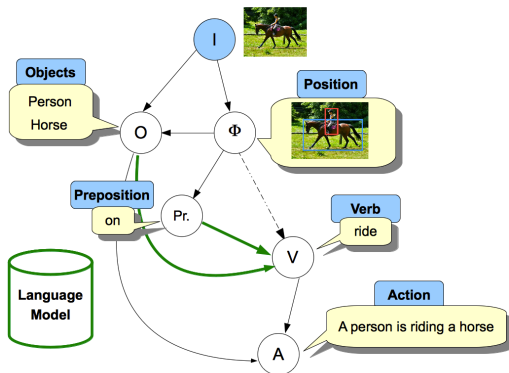 I
Objects
Person
Horse
Position
O
Φ
Preposition
on
Pr.
Verb
ride
V
Language
Model
Action
A person is riding a horse
A